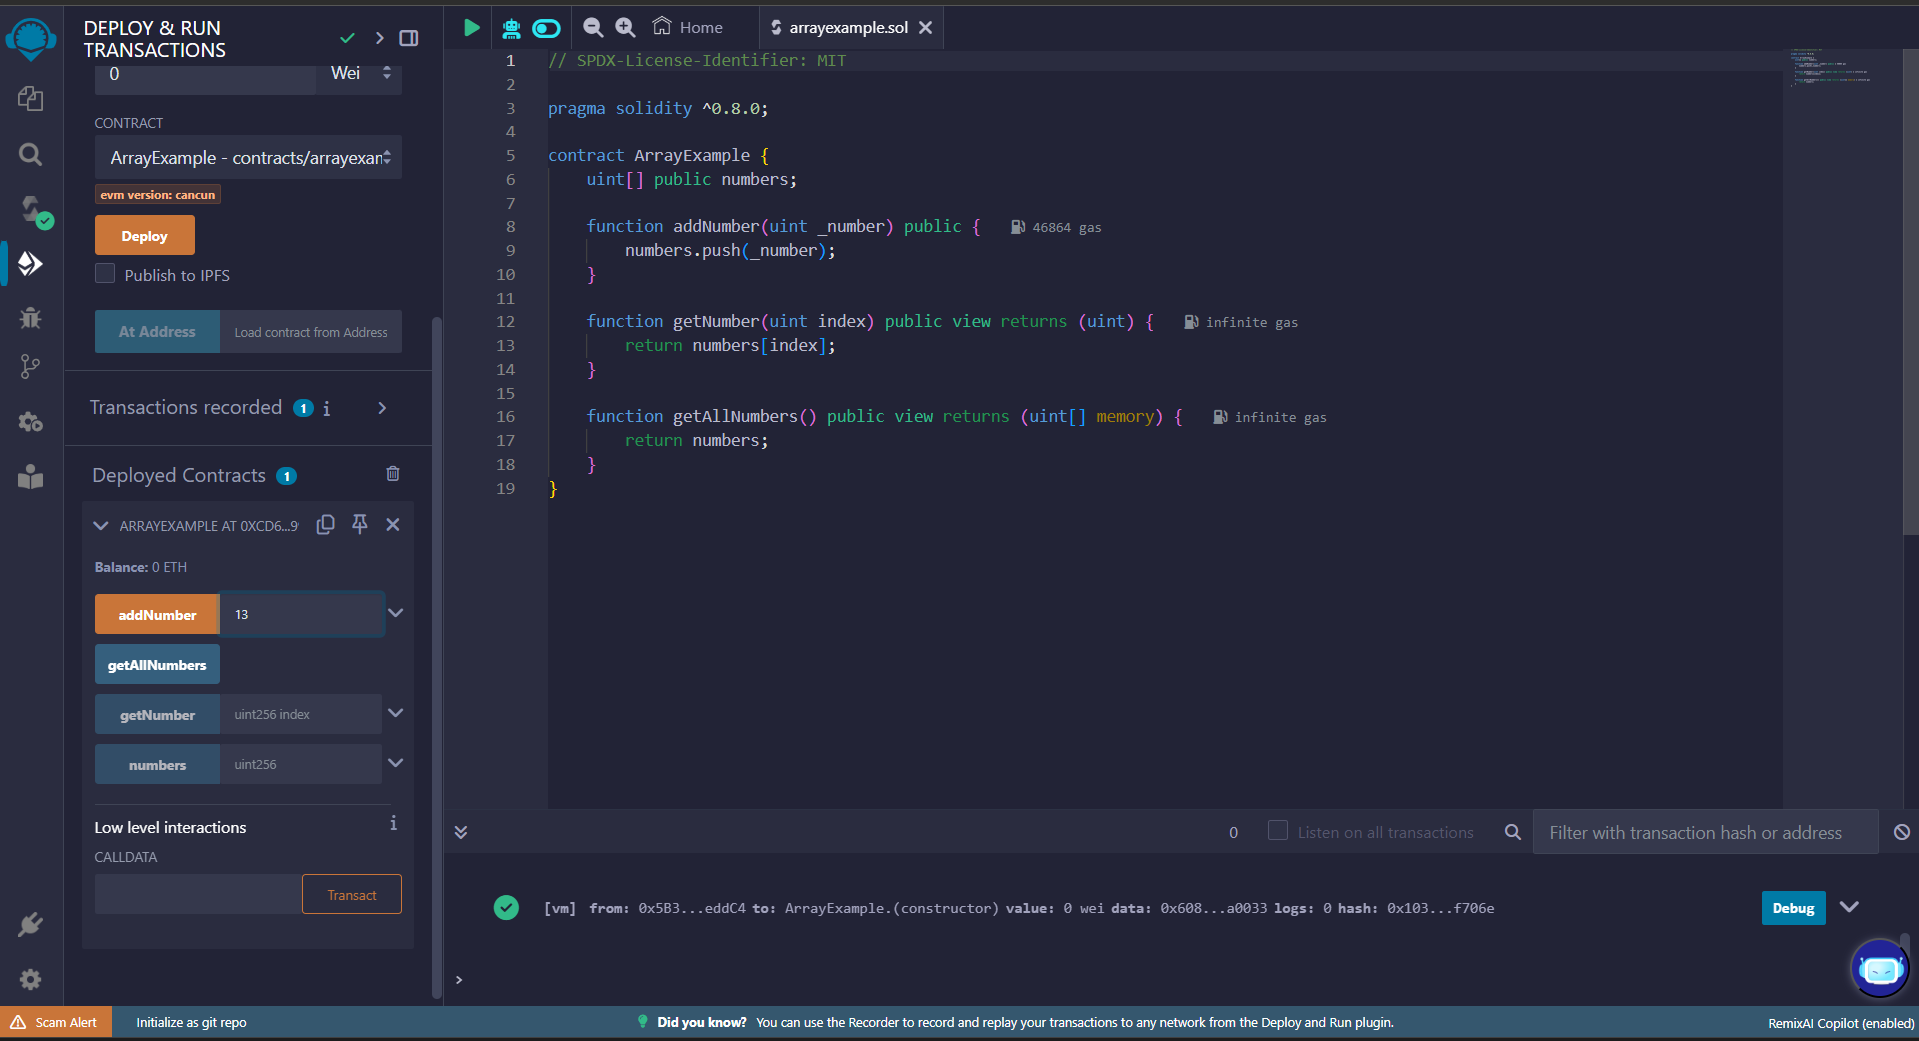 DEPLOY & RUN
TRANSACTIONS
0 Wei
CONTRACT
ArrayExample - contracts/arrayexan
evm version: cancun
Deploy
Publish to IPFS
At Address Load contract from Address
Transactions recorded 1 i
Deployed Contracts 1
ARRAYEXAMPLE AT 0XCD6...9
Balance: 0 ETH
addNumber 13
getAllNumbers
getNumber uint256 index
numbers uint256
Low level interactions i
CALLDATA
Transact
Home arrayexample.sol
1 // SPDX-License-Identifier: MIT
2
3 pragma solidity ^0.8.0;
4
5 contract ArrayExample {
6 uint[] public numbers;
7
8 function addNumber(uint _number) public { 46864 gas
9 numbers.push(_number);
10 }
11
12 function getNumber(uint index) public view returns (uint) { infinite gas
13 return numbers[index];
14 }
15
16 function getAllNumbers() public view returns (uint[] memory) { infinite gas
17 return numbers;
18 }
19 }
0 Listen on all transactions Filter with transaction hash or address
[vm] from: 0x5B3...eddC4 to: ArrayExample.(constructor) value: 0 wei data: 0x608...a0033 logs: 0 hash: 0x103...f706e Debug
>
Scam Alert Initialize as git repo Did you know? You can use the Recorder to record and replay your transactions to any network from the Deploy and Run plugin. RemixAI Copilot (enabled)